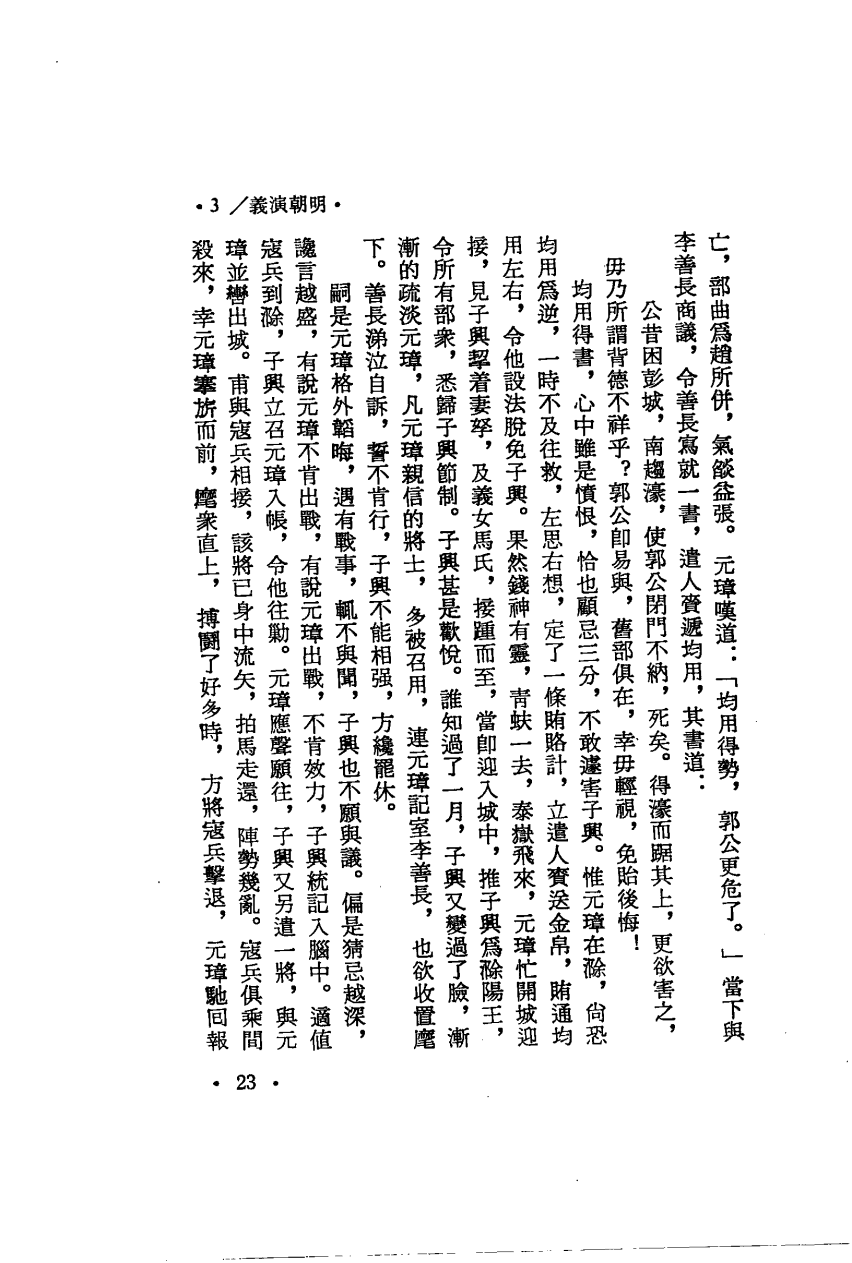 •3／義演朝明•
亡，部曲爲趙所併，氣燄益張。元璋嘆道：「均用得勢，郭公更危了。」當下與
李善長商議，令善長寫就一書，遣人齎遞均用，其書道：
公昔困彭城，南趨濠，使郭公閉門不納，死矣。得濠而踞其上，更欲害之，
毋乃所謂背德不祥乎？郭公卽易與，舊部俱在，幸毋輕視，免貽後悔！
均用得書，心中雖是憤恨，恰也顧忌三分，不敢遽害子興。惟元璋在滁，尙恐
均用爲逆，一時不及往救，左思右想，定了一條賄賂計，立遣人齎送金帛，賄通均
用左右，令他設法脫免子興。果然錢神有靈，靑蚨一去，泰嶽飛來，元璋忙開城迎
接，見子興挈着妻孥，及義女馬氏，接踵而至，當卽迎入城中，推子興爲滁陽王，
令所有部衆，悉歸子興節制。子興甚是歡悅。誰知過了一月，子興又變過了臉，漸
漸的疏淡元璋，凡元璋親信的將士，多被召用，連元璋記室李善長，也欲收置麾
下。善長涕泣自訴，誓不肯行，子興不能相强，方纔罷休。
嗣是元璋格外韜晦，遇有戰事，輒不與聞，子興也不願與議。偏是猜忌越深，
讒言越盛，有說元璋不肯出戰，有說元璋出戰，不肯效力，子興統記入腦中。適値
寇兵到滁，子興立召元璋入帳，令他往勦。元璋應聲願往，子興又另遣一將，與元
璋並轡出城。甫與寇兵相接，該將已身中流矢，拍馬走還，陣勢幾亂。寇兵俱乘間
殺來，幸元璋搴旂而前，麾衆直上，搏鬬了好多時，方將寇兵擊退，元璋馳回報
•23•